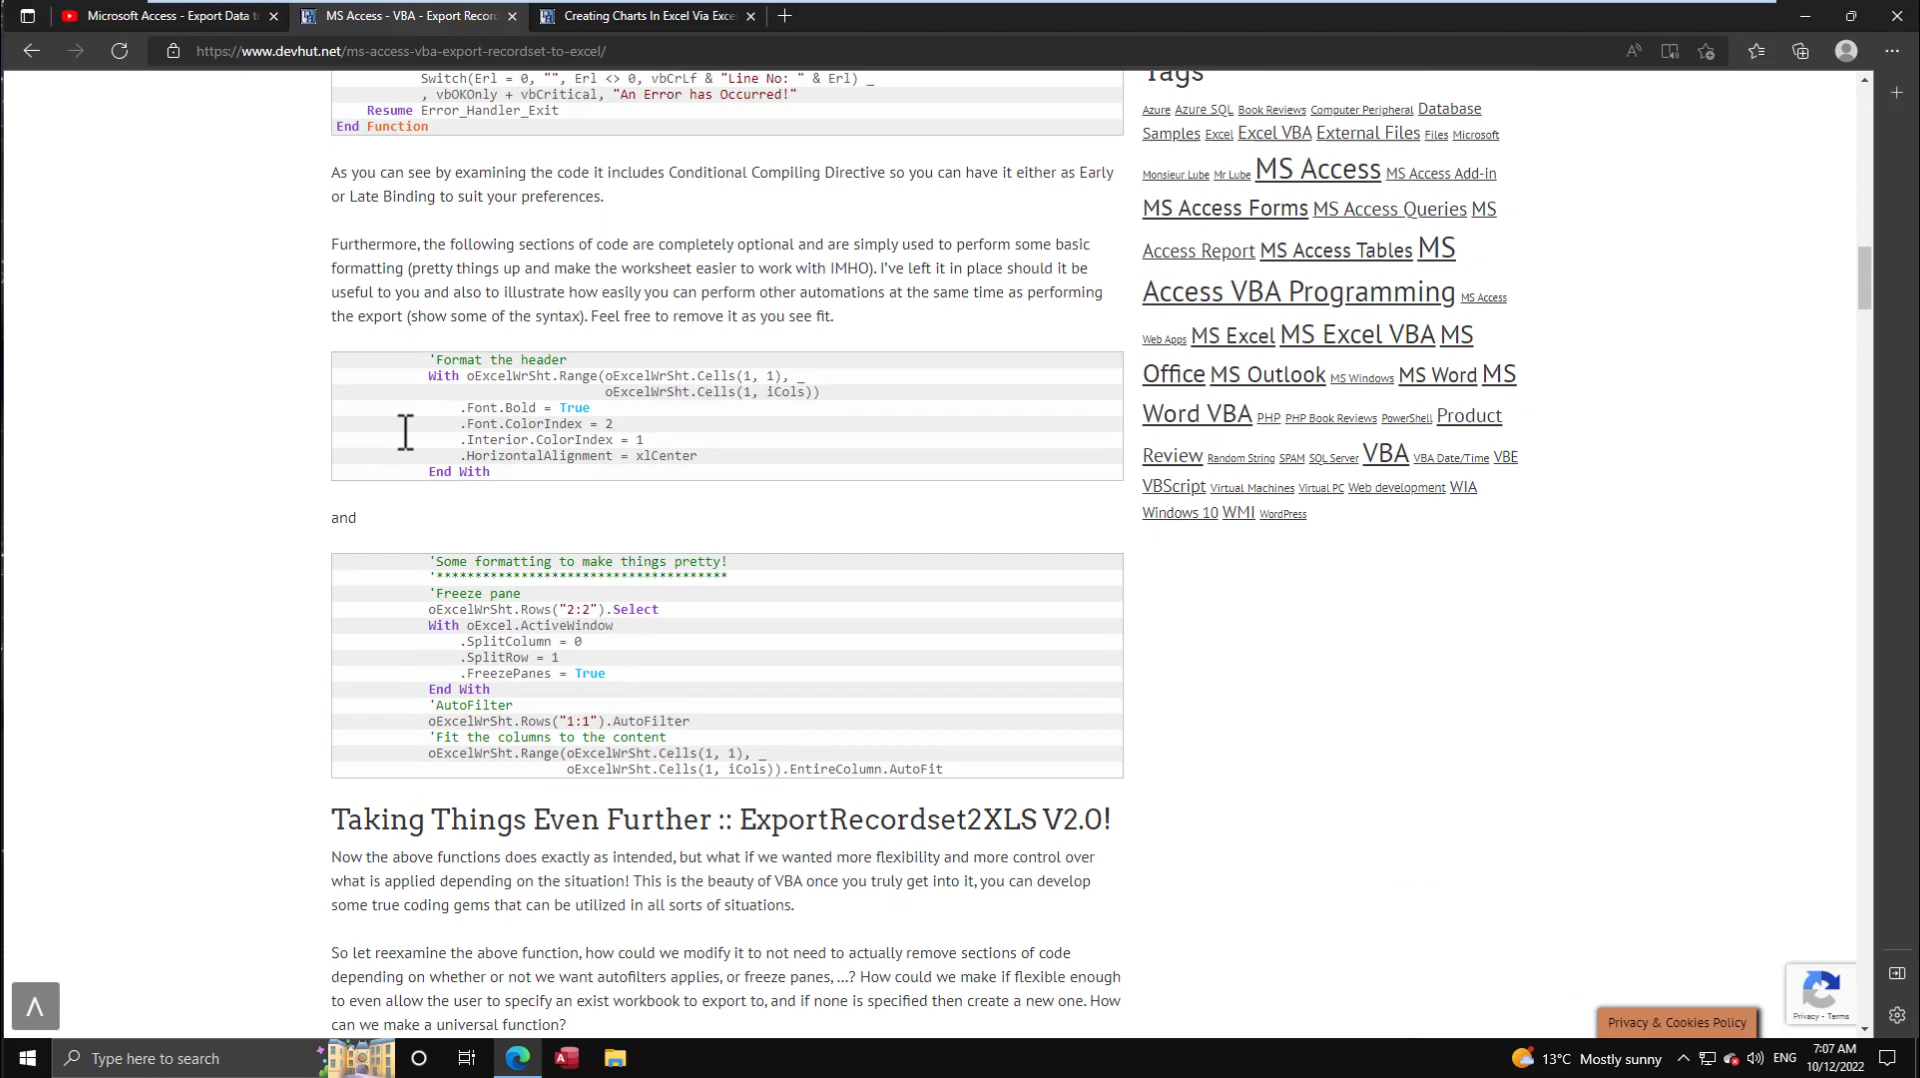 Microsoft Access - Export Data to
MS Access - VBA - Export Record
Creating Charts In Excel Via Exce
https://www.devhut.net/ms-access-vba-export-recordset-to-excel/
Switch(Erl = 0, "", Erl <> 0, vbCrLf & "Line No: " & Erl) _
, vbOKOnly + vbCritical, "An Error has Occurred!"
Resume Error_Handler_Exit
End Function
As you can see by examining the code it includes Conditional Compiling Directive so you can have it either as Early
or Late Binding to suit your preferences.
Furthermore, the following sections of code are completely optional and are simply used to perform some basic
formatting (pretty things up and make the worksheet easier to work with IMHO). I've left it in place should it be
useful to you and also to illustrate how easily you can perform other automations at the same time as performing
the export (show some of the syntax). Feel free to remove it as you see fit.
'Format the header
With oExcelWrSht.Range(oExcelWrSht.Cells(1, 1), _
oExcelWrSht.Cells(1, iCols))
.Font.Bold = True
.Font.ColorIndex = 2
.Interior.ColorIndex = 1
.HorizontalAlignment = xlCenter
End With
and
'Some formatting to make things pretty!
'**************************************
'Freeze pane
oExcelWrSht.Rows("2:2").Select
With oExcel.ActiveWindow
.SplitColumn = 0
.SplitRow = 1
.FreezePanes = True
End With
'AutoFilter
oExcelWrSht.Rows("1:1").AutoFilter
'Fit the columns to the content
oExcelWrSht.Range(oExcelWrSht.Cells(1, 1), _
oExcelWrSht.Cells(1, iCols)).EntireColumn.AutoFit
Taking Things Even Further :: ExportRecordset2XLS V2.0!
Now the above functions does exactly as intended, but what if we wanted more flexibility and more control over
what is applied depending on the situation! This is the beauty of VBA once you truly get into it, you can develop
some true coding gems that can be utilized in all sorts of situations.
So let reexamine the above function, how could we modify it to not need to actually remove sections of code
depending on whether or not we want autofilters applies, or freeze panes, ...? How could we make if flexible enough
to even allow the user to specify an exist workbook to export to, and if none is specified then create a new one. How
can we make a universal function?
Tags
Azure Azure SQL Book Reviews Computer Peripheral Database
Samples Excel Excel VBA External Files Files Microsoft
Monsieur Lube Mr Lube MS Access MS Access Add-in
MS Access Forms MS Access Queries MS
Access Report MS Access Tables MS
Access VBA Programming MS Access
Web Apps MS Excel MS Excel VBA MS
Office MS Outlook MS Windows MS Word MS
Word VBA PHP PHP Book Reviews PowerShell Product
Review Random String SPAM SQL Server VBA VBA Date/Time VBE
VBScript Virtual Machines Virtual PC Web development WIA
Windows 10 WMI WordPress
Privacy - Terms
Privacy & Cookies Policy
Type here to search
13°C Mostly sunny
ENG
7:07 AM
10/12/2022